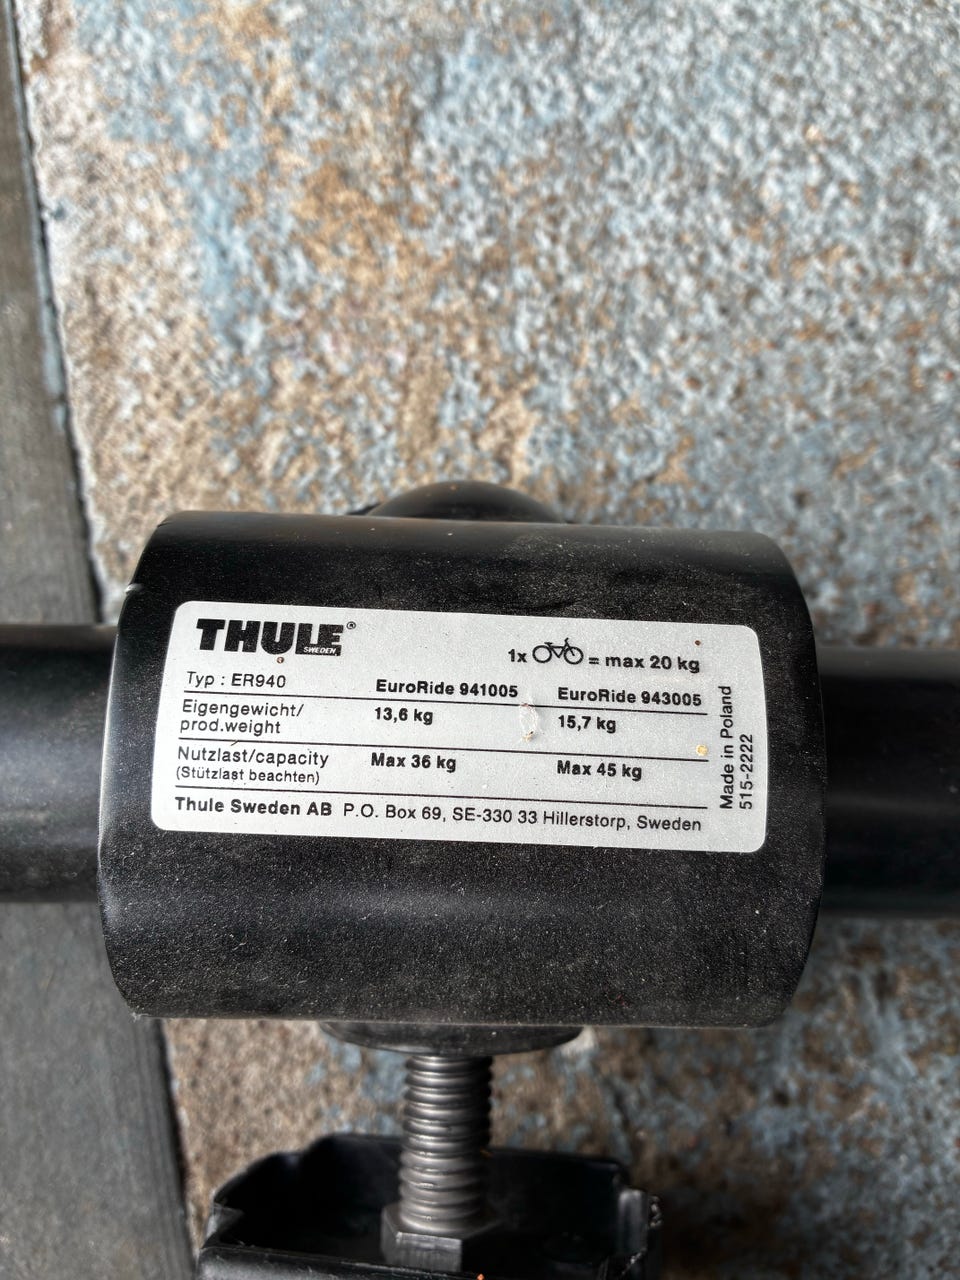 THULE®
SWEDEN
1x = max 20 kg
Typ : ER940 EuroRide 941005 EuroRide 943005
Eigengewicht/ 13,6 kg 15,7 kg
prod.weight
Nutzlast/capacity Max 36 kg Max 45 kg
(Stützlast beachten)
Thule Sweden AB P.O. Box 69, SE-330 33 Hillerstorp, Sweden
Made in Poland
515-2222